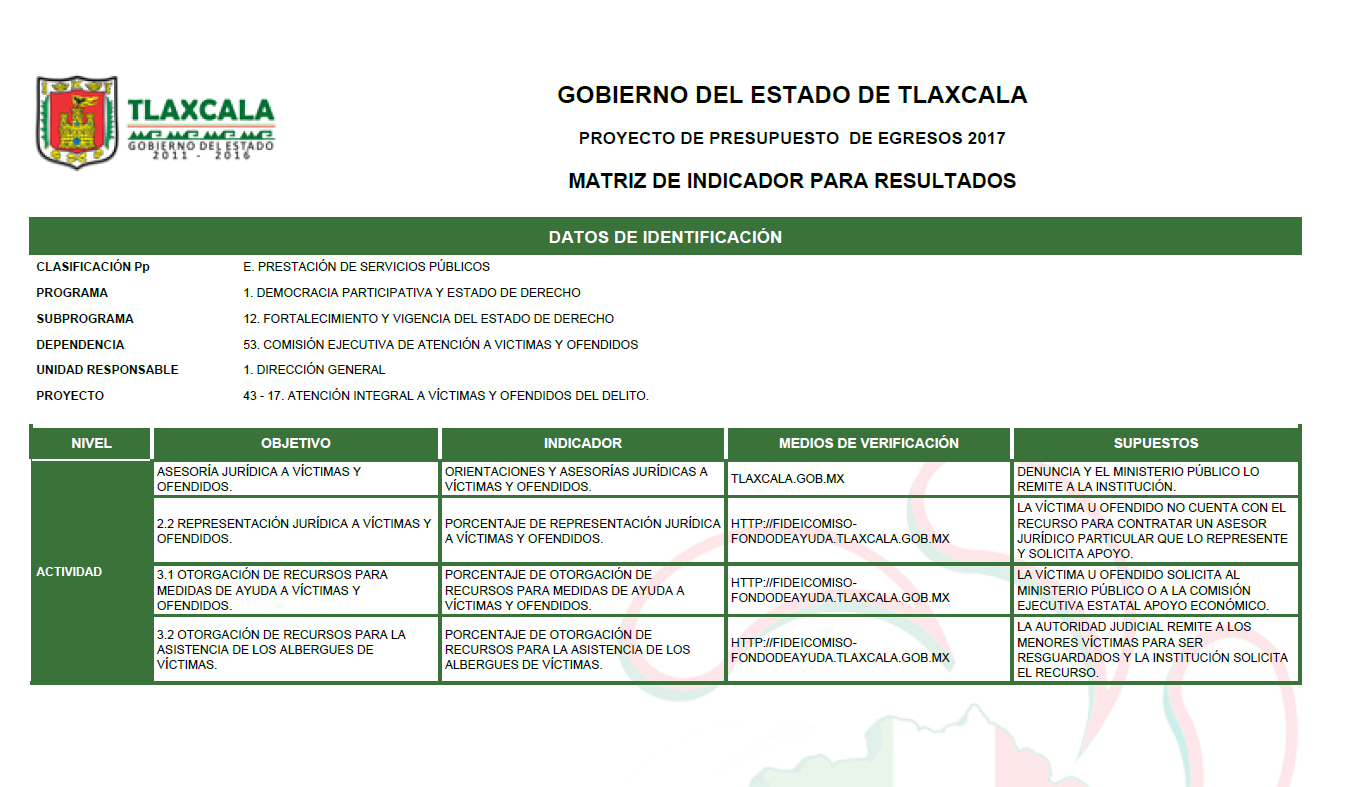 TLAXCALA
GOBIERNO DEL ESTADO
2011 - 2016
GOBIERNO DEL ESTADO DE TLAXCALA
PROYECTO DE PRESUPUESTO DE EGRESOS 2017
MATRIZ DE INDICADOR PARA RESULTADOS
DATOS DE IDENTIFICACIÓN
CLASIFICACIÓN Pp E. PRESTACIÓN DE SERVICIOS PÚBLICOS
PROGRAMA 1. DEMOCRACIA PARTICIPATIVA Y ESTADO DE DERECHO
SUBPROGRAMA 12. FORTALECIMIENTO Y VIGENCIA DEL ESTADO DE DERECHO
DEPENDENCIA 53. COMISIÓN EJECUTIVA DE ATENCIÓN A VICTIMAS Y OFENDIDOS
UNIDAD RESPONSABLE 1. DIRECCIÓN GENERAL
PROYECTO 43 - 17. ATENCIÓN INTEGRAL A VÍCTIMAS Y OFENDIDOS DEL DELITO.
NIVEL OBJETIVO INDICADOR MEDIOS DE VERIFICACIÓN SUPUESTOS
ACTIVIDAD
ASESORÍA JURÍDICA A VÍCTIMAS Y
OFENDIDOS.
ORIENTACIONES Y ASESORÍAS JURÍDICAS A
VÍCTIMAS Y OFENDIDOS.
TLAXCALA.GOB.MX
DENUNCIA Y EL MINISTERIO PÚBLICO LO
REMITE A LA INSTITUCIÓN.
2.2 REPRESENTACIÓN JURÍDICA A VÍCTIMAS Y
OFENDIDOS.
PORCENTAJE DE REPRESENTACIÓN JURÍDICA
A VÍCTIMAS Y OFENDIDOS.
HTTP://FIDEICOMISO-
FONDODEAYUDA.TLAXCALA.GOB.MX
LA VÍCTIMA U OFENDIDO NO CUENTA CON EL
RECURSO PARA CONTRATAR UN ASESOR
JURÍDICO PARTICULAR QUE LO REPRESENTE
Y SOLICITA APOYO.
3.1 OTORGACIÓN DE RECURSOS PARA
MEDIDAS DE AYUDA A VÍCTIMAS Y
OFENDIDOS.
PORCENTAJE DE OTORGACIÓN DE
RECURSOS PARA MEDIDAS DE AYUDA A
VÍCTIMAS Y OFENDIDOS.
HTTP://FIDEICOMISO-
FONDODEAYUDA.TLAXCALA.GOB.MX
LA VÍCTIMA U OFENDIDO SOLICITA AL
MINISTERIO PÚBLICO O A LA COMISIÓN
EJECUTIVA ESTATAL APOYO ECONÓMICO.
3.2 OTORGACIÓN DE RECURSOS PARA LA
ASISTENCIA DE LOS ALBERGUES DE
VÍCTIMAS.
PORCENTAJE DE OTORGACIÓN DE
RECURSOS PARA LA ASISTENCIA DE LOS
ALBERGUES DE VÍCTIMAS.
HTTP://FIDEICOMISO-
FONDODEAYUDA.TLAXCALA.GOB.MX
LA AUTORIDAD JUDICIAL REMITE A LOS
MENORES VÍCTIMAS PARA SER
RESGUARDADOS Y LA INSTITUCIÓN SOLICITA
EL RECURSO.